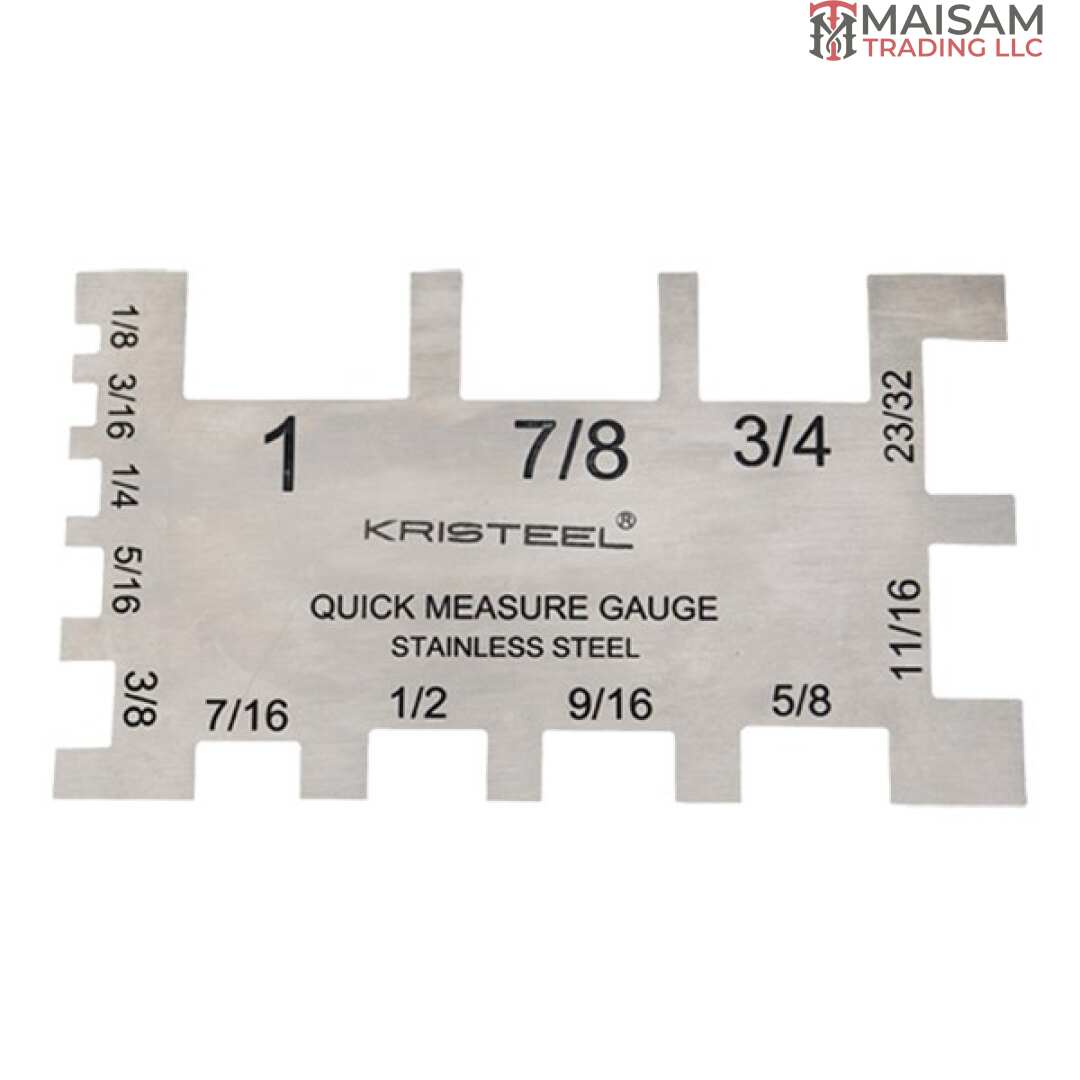 MAISAM
TRADING LLC
1/8
3/16
1/4
5/16
3/8
1
7/8
3/4
23/32
11/16
KRISTEEL®
QUICK MEASURE GAUGE
STAINLESS STEEL
7/16
1/2
9/16
5/8